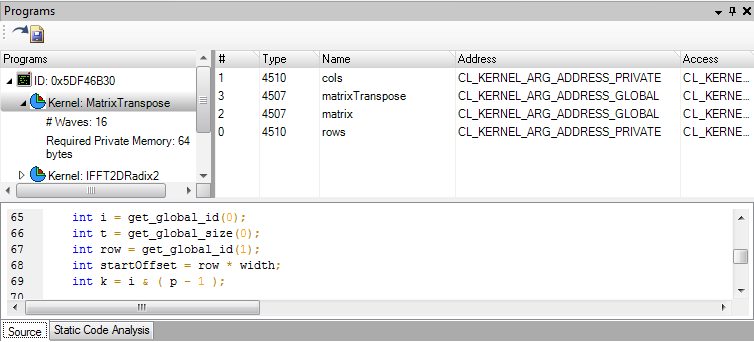 Programs
Programs
ID: 0x5DF46B30
Kernel: MatrixTranspose
# Waves: 16
Required Private Memory: 64
bytes
Kernel: IFFT2DRadix2
# Type Name Address Access
1 4510 cols CL_KERNEL_ARG_ADDRESS_PRIVATE CL_KERNE...
3 4507 matrixTranspose CL_KERNEL_ARG_ADDRESS_GLOBAL CL_KERNE...
2 4507 matrix CL_KERNEL_ARG_ADDRESS_GLOBAL CL_KERNE...
0 4510 rows CL_KERNEL_ARG_ADDRESS_PRIVATE CL_KERNE...
65 int i = get_global_id(0);
66 int t = get_global_size(0);
67 int row = get_global_id(1);
68 int startOffset = row * width;
69 int k = i & ( p - 1 );
70
Source Static Code Analysis